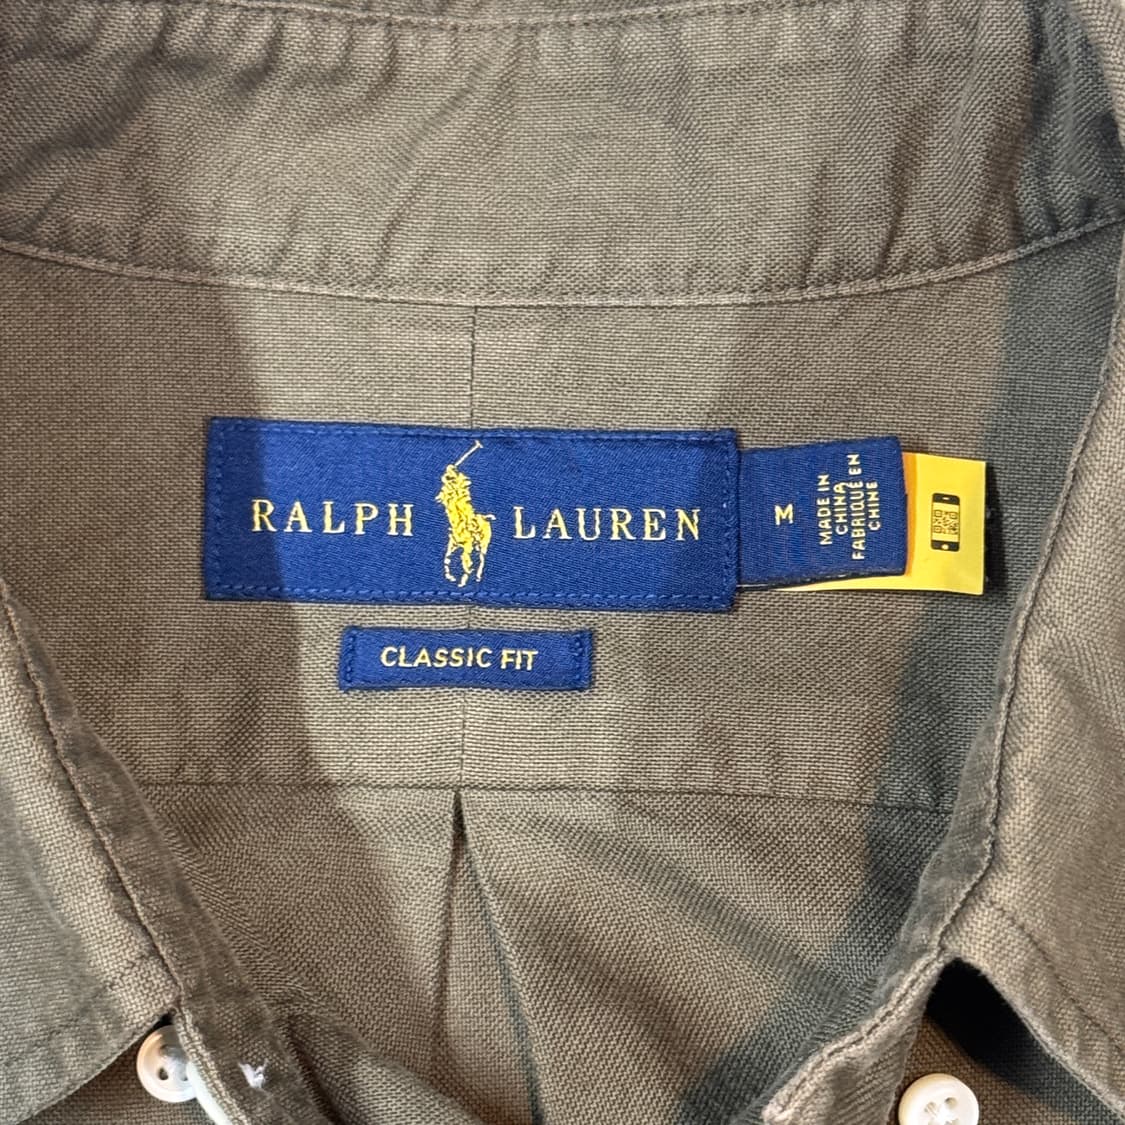 RALPH LAUREN
CLASSIC FIT
M
MADE IN
CHINA
FABRIQUÉ EN
CHINE